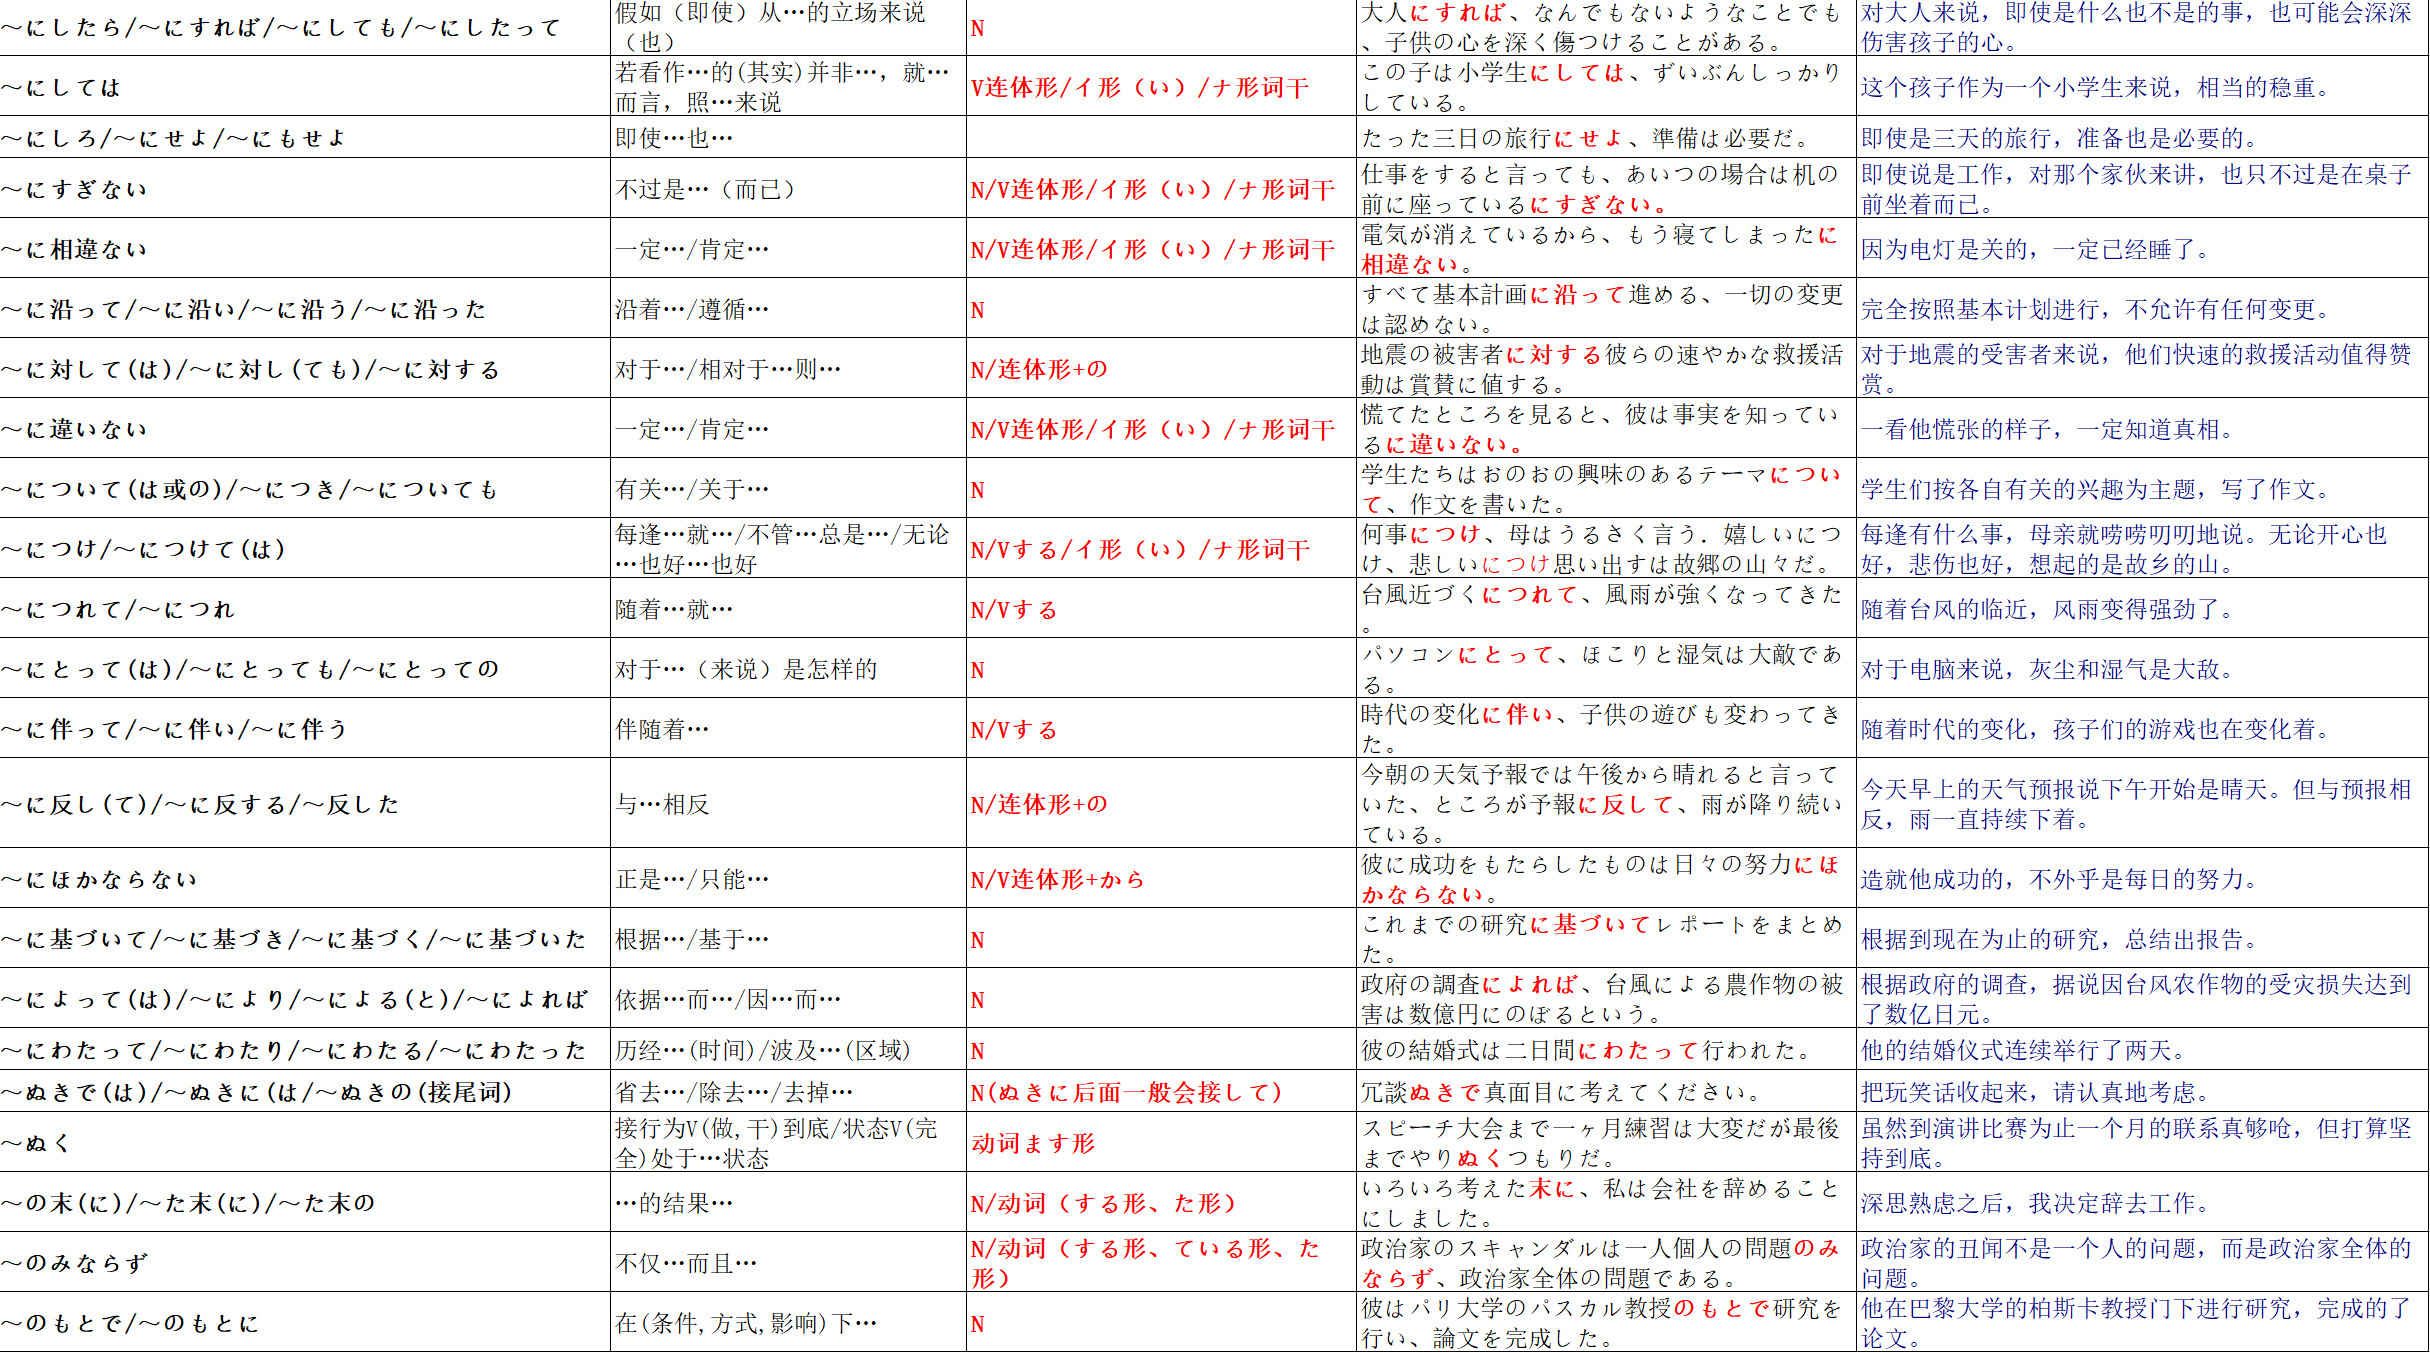 ～にしたら/～にすれば/～にしても/～にしたって
假如（即使）从…的立场来说
（也）
N
大人にすれば、なんでもないようなことでも
、子供の心を深く傷つけることがある。
对大人来说，即使是什么也不是的事，也可能会深深
伤害孩子的心。
～にしては
若看作…的(其实)并非…，就…
而言，照…来说
V连体形/イ形（い）/ナ形词干
この子は小学生にしては、ずいぶんしっかり
している。
这个孩子作为一个小学生来说，相当的稳重。
～にしろ/～にせよ/～にもせよ
即使…也…
たった三日の旅行にせよ、準備は必要だ。
即使是三天的旅行，准备也是必要的。
～にすぎない
不过是…（而已）
N/V连体形/イ形（い）/ナ形词干
仕事をすると言っても、あいつの場合は机の
前に座っているにすぎない。
即使说是工作，对那个家伙来讲，也只不过是在桌子
前坐着而已。
～に相違ない
一定…/肯定…
N/V连体形/イ形（い）/ナ形词干
電気が消えているから、もう寝てしまったに
相違ない。
因为电灯是关的，一定已经睡了。
～に沿って/～に沿い/～に沿う/～に沿った
沿着…/遵循…
N
すべて基本計画に沿って進める、一切の変更
は認めない。
完全按照基本计划进行，不允许有任何变更。
～に対して(は)/～に対し(ても)/～に対する
对于…/相对于…则…
N/连体形+の
地震の被害者に対する彼らの速やかな救援活
動は賞賛に値する。
对于地震的受害者来说，他们快速的救援活动值得赞
赏。
～に違いない
一定…/肯定…
N/V连体形/イ形（い）/ナ形词干
慌てたところを見ると、彼は事実を知ってい
るに違いない。
一看他慌张的样子，一定知道真相。
～について(は或の)/～につき/～についても
有关…/关于…
N
学生たちはおのおの興味のあるテーマについ
て、作文を書いた。
学生们按各自有关的兴趣为主题，写了作文。
～につけ/～につけて(は)
每逢…就…/不管…总是…/无论
…也好…也好
N/Vする/イ形（い）/ナ形词干
何事につけ、母はうるさく言う．嬉しいにつ
け、悲しいにつけ思い出すは故郷の山々だ。
每逢有什么事，母亲就唠唠叨叨地说。无论开心也
好，悲伤也好，想起的是故乡的山。
～につれて/～につれ
随着…就…
N/Vする
台風近づくにつれて、風雨が強くなってきた
。
随着台风的临近，风雨变得强劲了。
～にとって(は)/～にとっても/～にとっての
对于…（来说）是怎样的
N
パソコンにとって、ほこりと湿気は大敵であ
る。
对于电脑来说，灰尘和湿气是大敌。
～に伴って/～に伴い/～に伴う
伴随着…
N/Vする
時代の変化に伴い、子供の遊びも変わってき
た。
随着时代的变化，孩子们的游戏也在变化着。
～に反し(て)/～に反する/～反した
与…相反
N/连体形+の
今朝の天気予報では午後から晴れると言って
いた、ところが予報に反して、雨が降り続い
ている。
今天早上的天气预报说下午开始是晴天。但与预报相
反，雨一直持续下着。
～にほかならない
正是…/只能…
N/V连体形+から
彼に成功をもたらしたものは日々の努力にほ
かならない。
造就他成功的，不外乎是每日的努力。
～に基づいて/～に基づき/～に基づく/～に基づいた
根据…/基于…
N
これまでの研究に基づいてレポートをまとめ
た。
根据到现在为止的研究，总结出报告。
～によって(は)/～により/～による(と)/～によれば
依据…而…/因…而…
N
政府の調査によれば、台風による農作物の被
害は数億円にのぼるという。
根据政府的调查，据说因台风农作物的受灾损失达到
了数亿日元。
～にわたって/～にわたり/～にわたる/～にわたった
历经…(时间)/波及…(区域)
N
彼の結婚式は二日間にわたって行われた。
他的结婚仪式连续举行了两天。
～ぬきで(は)/～ぬきに(は/～ぬきの(接尾词)
省去…/除去…/去掉…
N(ぬきに后面一般会接して)
冗談ぬきで真面目に考えてください。
把玩笑话收起来，请认真地考虑。
～ぬく
接行为V(做,干)到底/状态V(完
全)处于…状态
动词ます形
スピーチ大会まで一ヶ月練習は大変だが最後
までやりぬくつもりだ。
虽然到演讲比赛为止一个月的联系真够呛，但打算坚
持到底。
～の末(に)/～た末(に)/～た末の
…的结果…
N/动词（する形、た形）
いろいろ考えた末に、私は会社を辞めること
にしました。
深思熟虑之后，我决定辞去工作。
～のみならず
不仅…而且…
N/动词（する形、ている形、た
形）
政治家のスキャンダルは一人個人の問題のみ
ならず、政治家全体の問題である。
政治家的丑闻不是一个人的问题，而是政治家全体的
问题。
～のもとで/～のもとに
在(条件,方式,影响)下…
N
彼はパリ大学のパスカル教授のもとで研究を
行い、論文を完成した。
他在巴黎大学的柏斯卡教授门下进行研究，完成的了
论文。